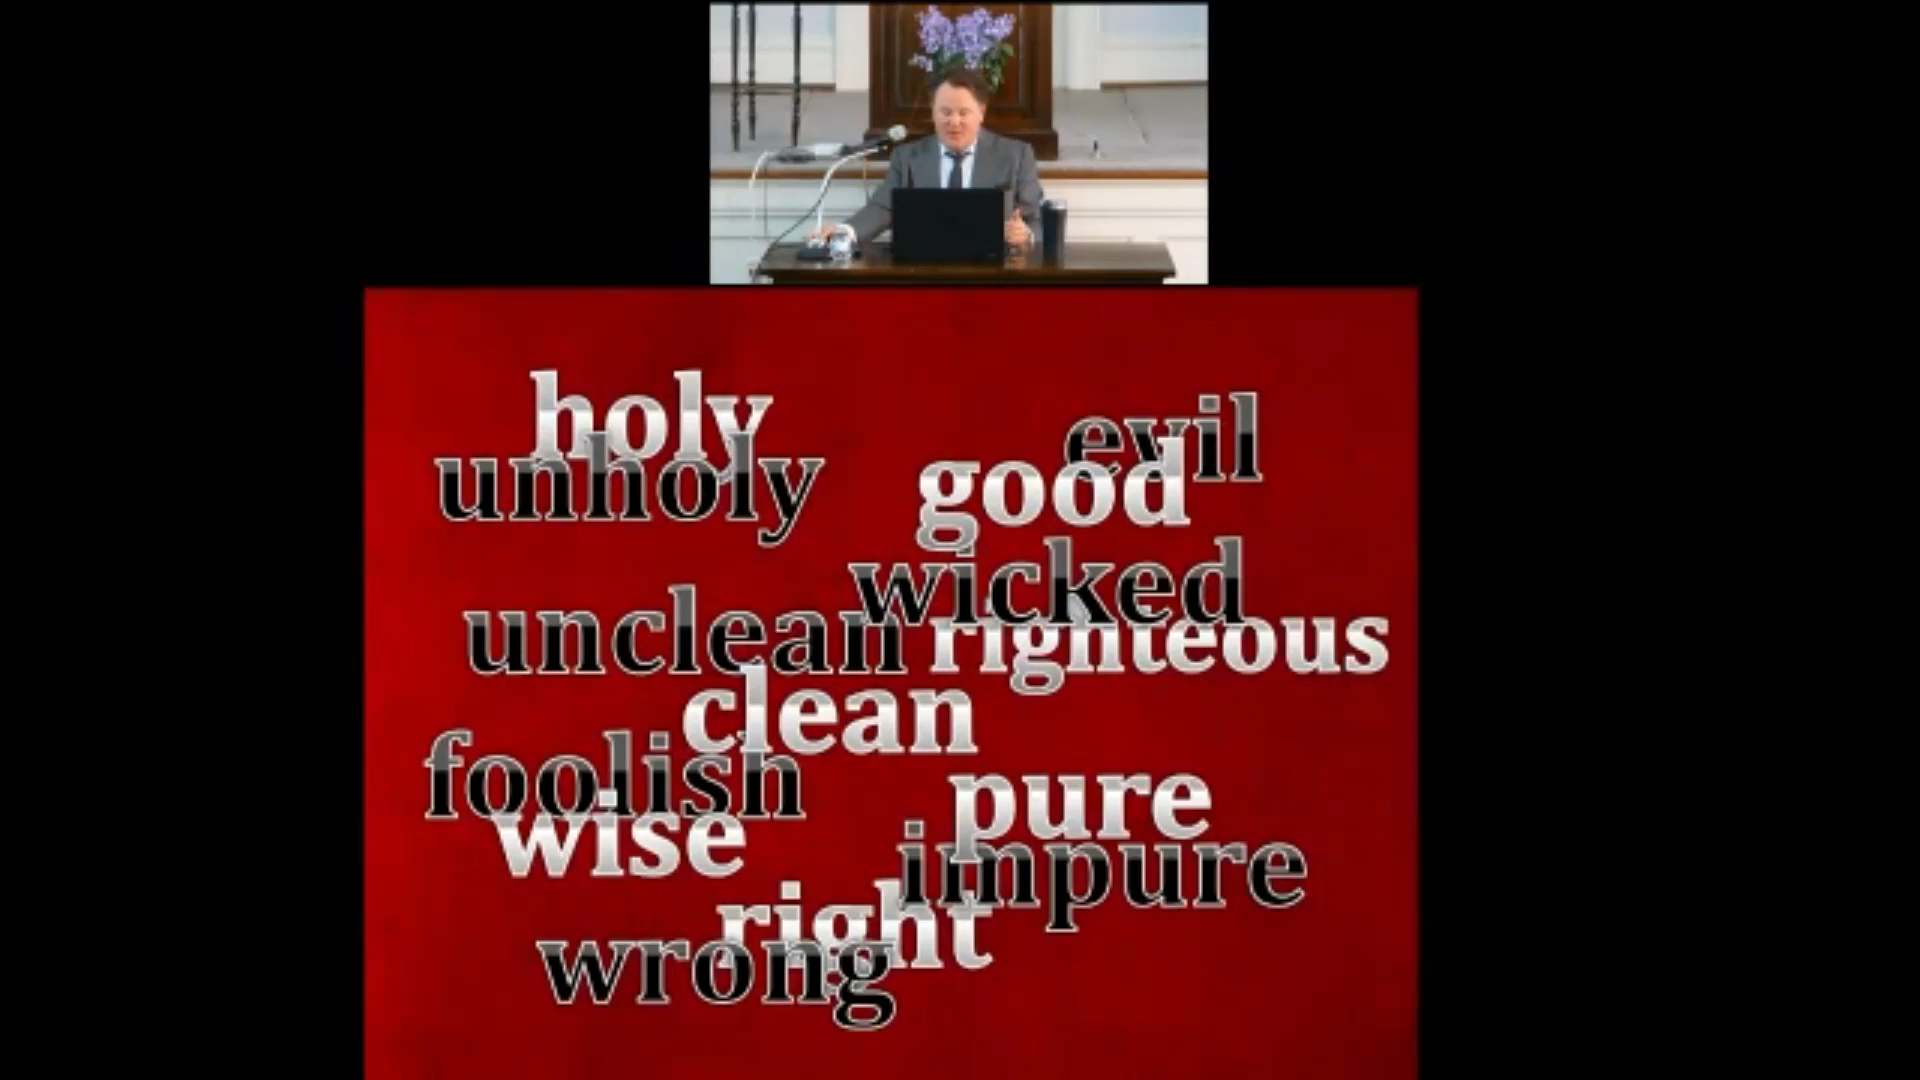 holy
unholy
evil
good
wicked
unclean
righteous
clean
foolish
wise
pure
impure
right
wrong